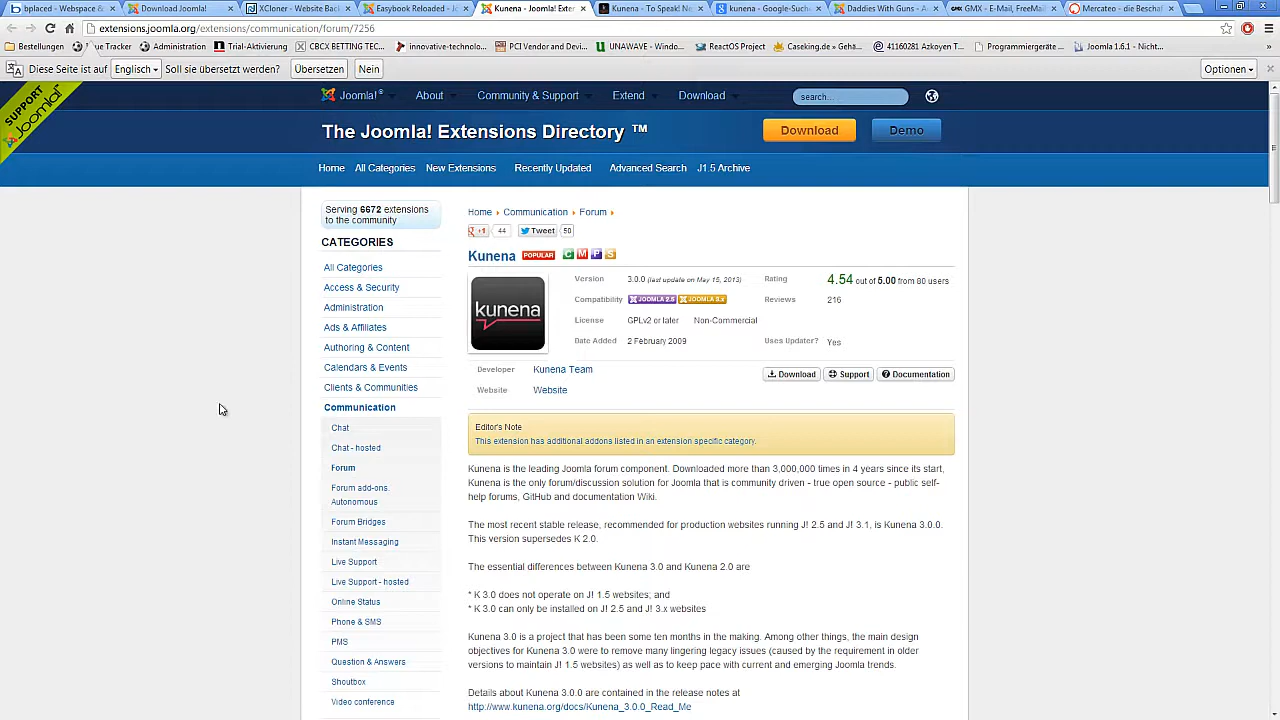 bplaced - Webspace &
Download Joomla!
XCloner - Website Back
Easybook Reloaded - Jo
Kunena - Joomla! Exten
Kunena - To Speak! Ne
kunena - Google-Suche
Daddies With Guns - A
GMX - E-Mail, FreeMail
Mercateo - die Beschaf
extensions.joomla.org/extensions/communication/forum/7256
Bestellungen
Tracker
Administration
Trial-Aktivierung
CBCX BETTING TEC...
innovative-technolo...
PCI Vendor and Devi...
UNAWAVE - Windo...
ReactOS Project
Caseking.de » Gehä...
41160281 Azkoyen T...
Programmiergeräte ...
Joomla 1.6.1 - Nicht...
Diese Seite ist auf Englisch Soll sie übersetzt werden? Übersetzen Nein Optionen
SUPPORT
Joomla!
Joomla!® About Community & Support Extend Download search...
The Joomla! Extensions Directory ™ Download Demo
Home All Categories New Extensions Recently Updated Advanced Search J1.5 Archive
Serving 6672 extensions
to the community
CATEGORIES
All Categories
Access & Security
Administration
Ads & Affiliates
Authoring & Content
Calendars & Events
Clients & Communities
Communication
Chat
Chat - hosted
Forum
Forum add-ons.
Autonomous
Forum Bridges
Instant Messaging
Live Support
Live Support - hosted
Online Status
Phone & SMS
PMS
Question & Answers
Shoutbox
Video conference
Home Communication Forum
+1 44 Tweet 50
Kunena POPULAR C M P S
kunena
Version 3.0.0 (last update on May 15, 2013)
Compatibility JOOMLA 2.5 JOOMLA 3.x
License GPLv2 or later Non-Commercial
Date Added 2 February 2009
Rating 4.54 out of 5.00 from 80 users
Reviews 216
Uses Updater? Yes
Developer Kunena Team
Website Website
Download Support Documentation
Editor's Note
This extension has additional addons listed in an extension specific category.
Kunena is the leading Joomla forum component. Downloaded more than 3,000,000 times in 4 years since its start,
Kunena is the only forum/discussion solution for Joomla that is community driven - true open source - public self-
help forums, GitHub and documentation Wiki.
The most recent stable release, recommended for production websites running J! 2.5 and J! 3.1, is Kunena 3.0.0.
This version supersedes K 2.0.
The essential differences between Kunena 3.0 and Kunena 2.0 are
* K 3.0 does not operate on J! 1.5 websites; and
* K 3.0 can only be installed on J! 2.5 and J! 3.x websites
Kunena 3.0 is a project that has been some ten months in the making. Among other things, the main design
objectives for Kunena 3.0 were to remove many lingering legacy issues (caused by the requirement in older
versions to maintain J! 1.5 websites) as well as to keep pace with current and emerging Joomla trends.
Details about Kunena 3.0.0 are contained in the release notes at
http://www.kunena.org/docs/Kunena_3.0.0_Read_Me